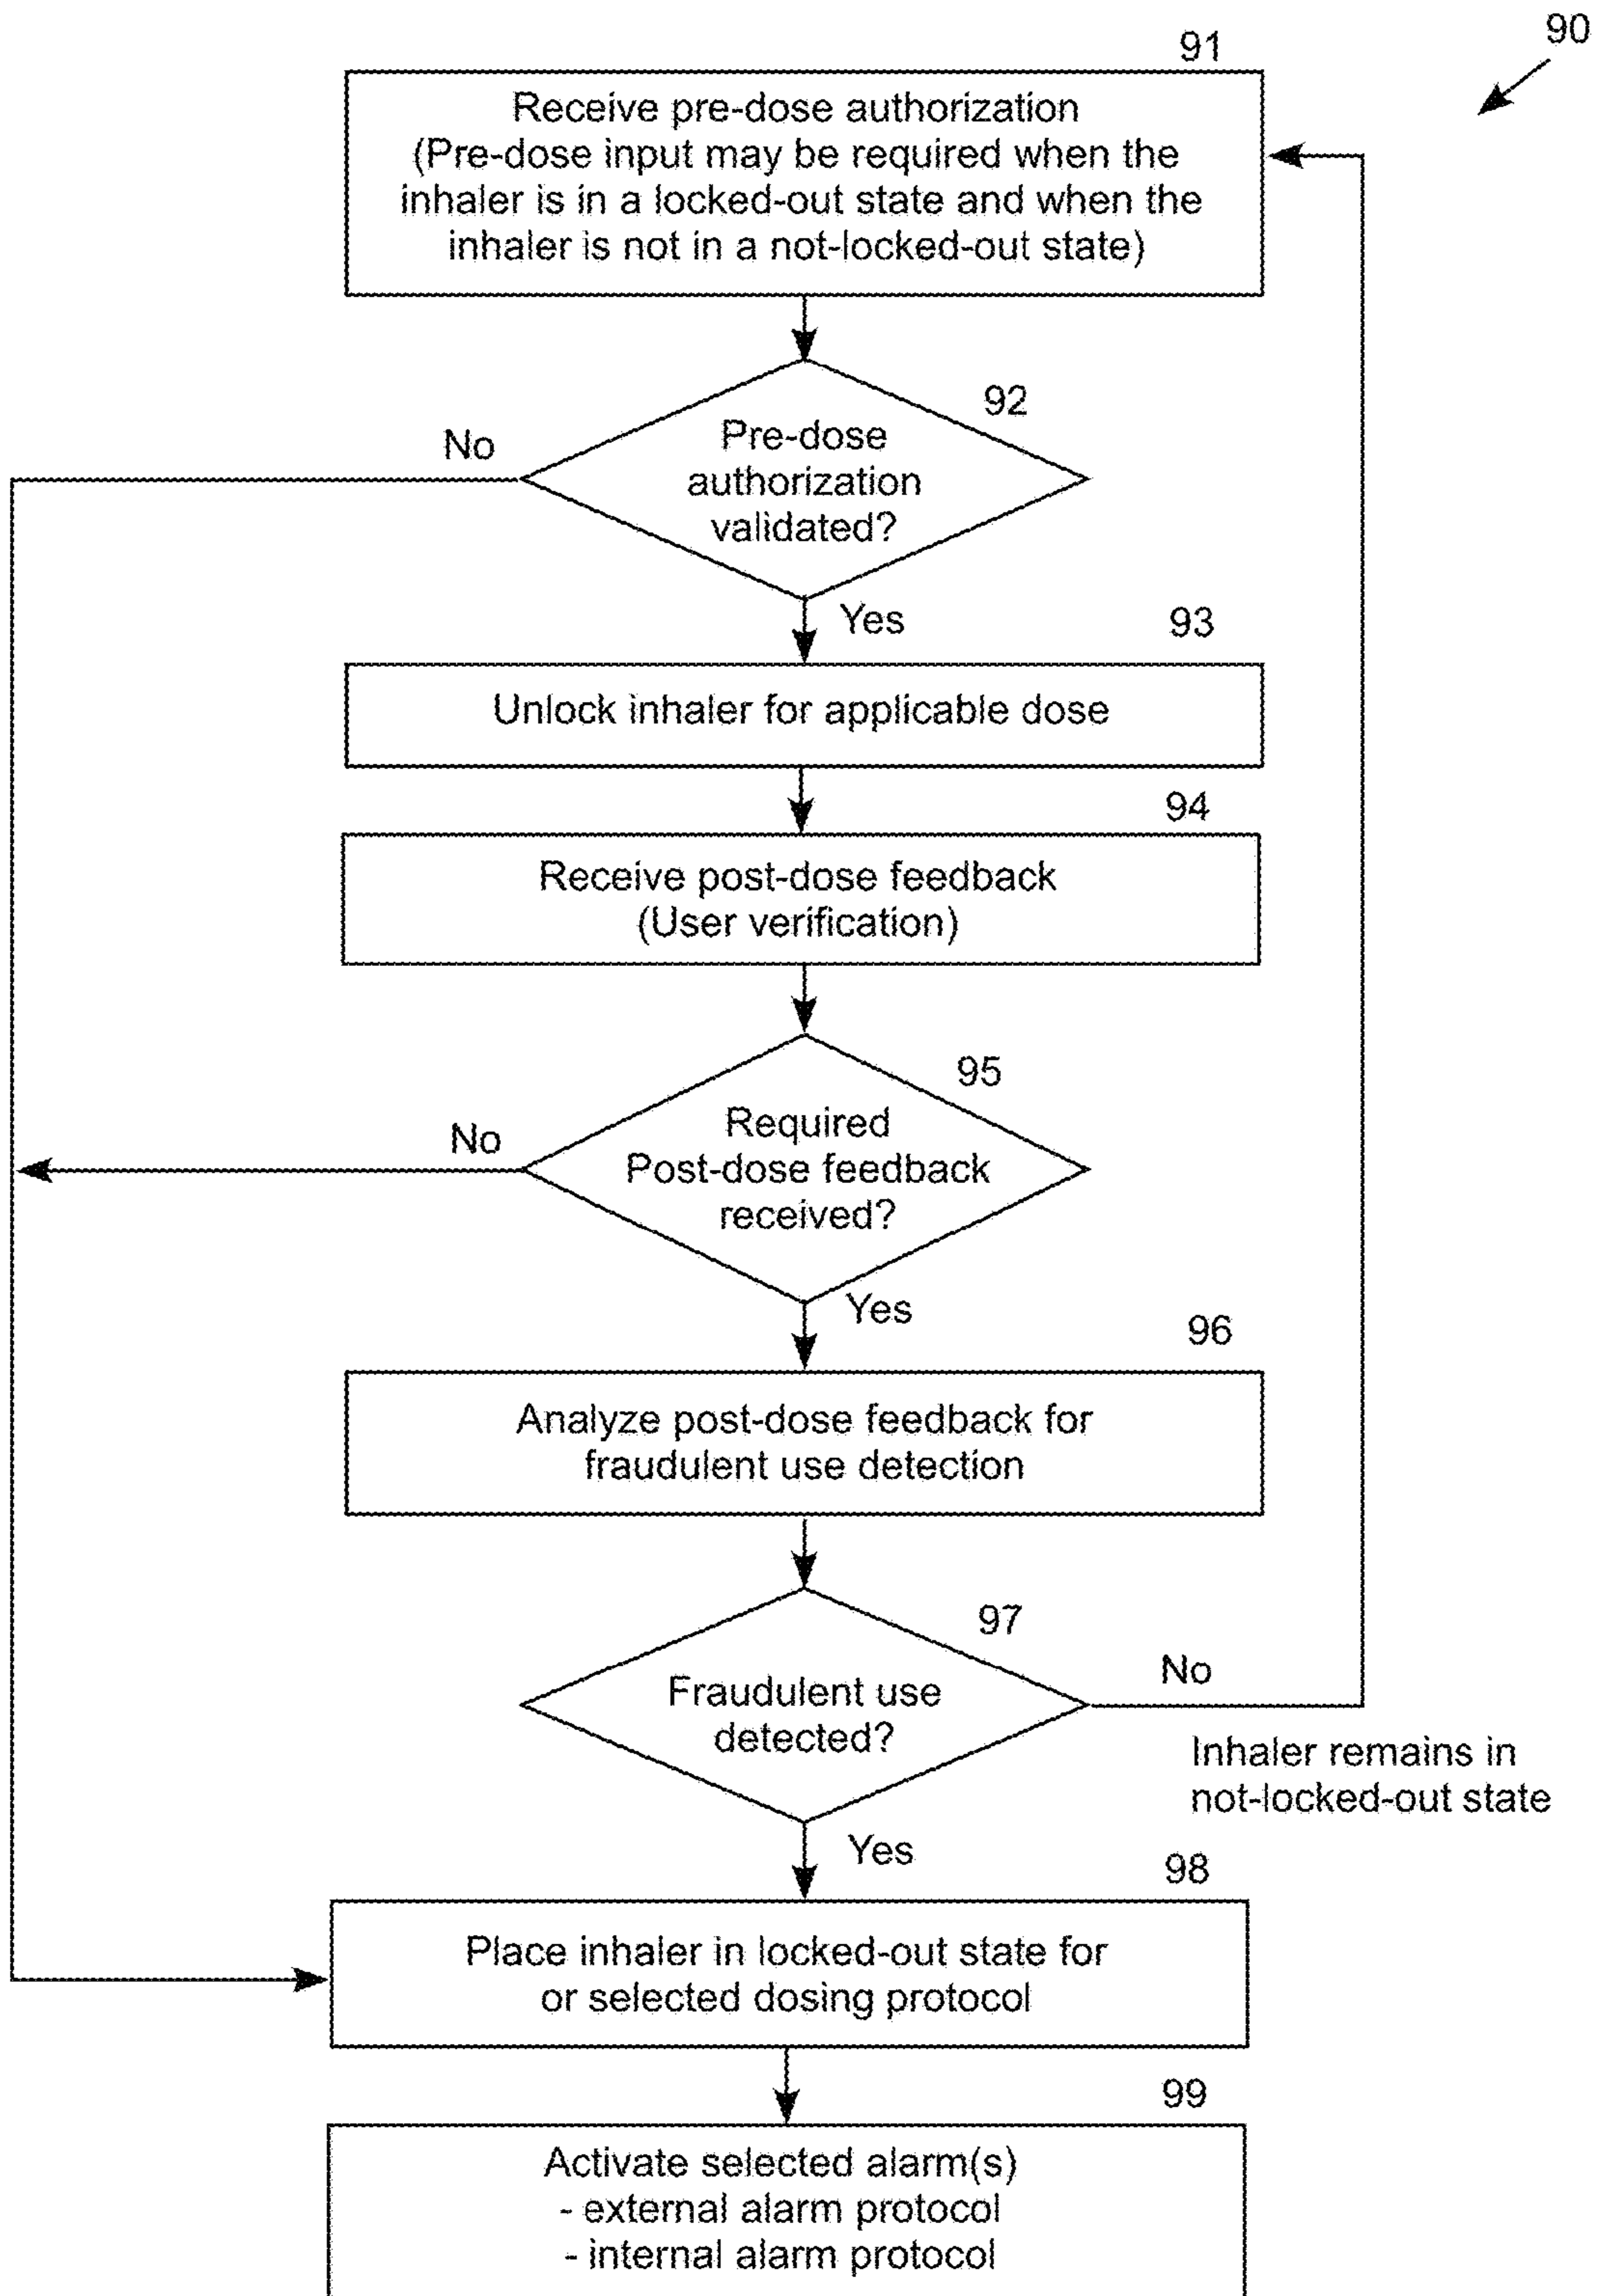 90
91
Receive pre-dose authorization
(Pre-dose input may be required when the
inhaler is in a locked-out state and when the
inhaler is not in a not-locked-out state)
92
No
Pre-dose
authorization
validated?
Yes
93
Unlock inhaler for applicable dose
94
Receive post-dose feedback
(User verification)
95
No
Required
Post-dose feedback
received?
Yes
96
Analyze post-dose feedback for
fraudulent use detection
97
No
Fraudulent use
detected?
Inhaler remains in
not-locked-out state
Yes
98
Place inhaler in locked-out state for
or selected dosing protocol
99
Activate selected alarm(s)
- external alarm protocol
- internal alarm protocol